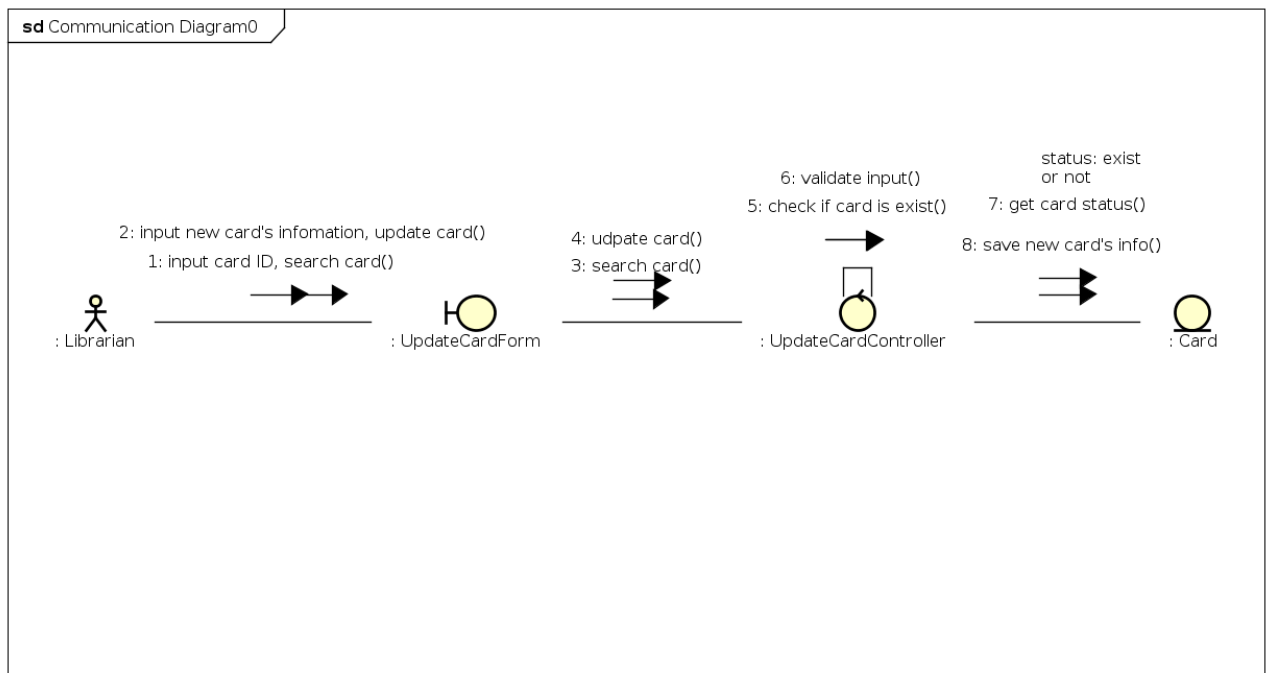 sd Communication Diagram0
status: exist
or not
6: validate input()
5: check if card is exist()
7: get card status()
2: input new card's infomation, update card()
4: udpate card()
8: save new card's info()
1: input card ID, search card()
3: search card()
: Librarian
: UpdateCardForm
: UpdateCardController
: Card